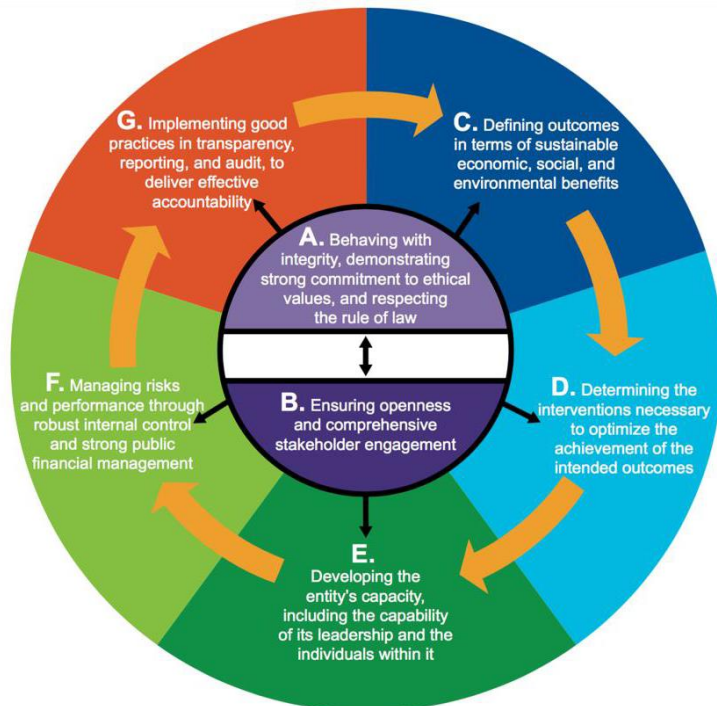 G. Implementing good
practices in transparency,
reporting, and audit, to
deliver effective
accountability
C. Defining outcomes
in terms of sustainable
economic, social, and
environmental benefits
A. Behaving with
integrity, demonstrating
strong commitment to ethical
values, and respecting
the rule of law
F. Managing risks
and performance through
robust internal control
and strong public
financial management
B. Ensuring openness
and comprehensive
stakeholder engagement
D. Determining the
interventions necessary
to optimize the
achievement of the
intended outcomes
E.
Developing the
entity's capacity,
including the capability
of its leadership and the
individuals within it